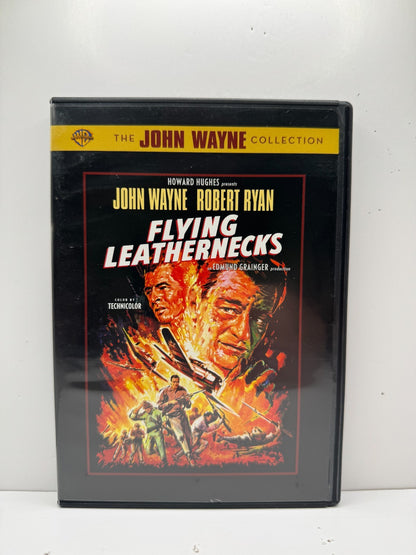 WB
THE JOHN WAYNE COLLECTION
HOWARD HUGHES presents
JOHN WAYNE ROBERT RYAN
FLYING
LEATHERNECKS
EDMUND GRAINGER production
COLOR BY
TECHNICOLOR